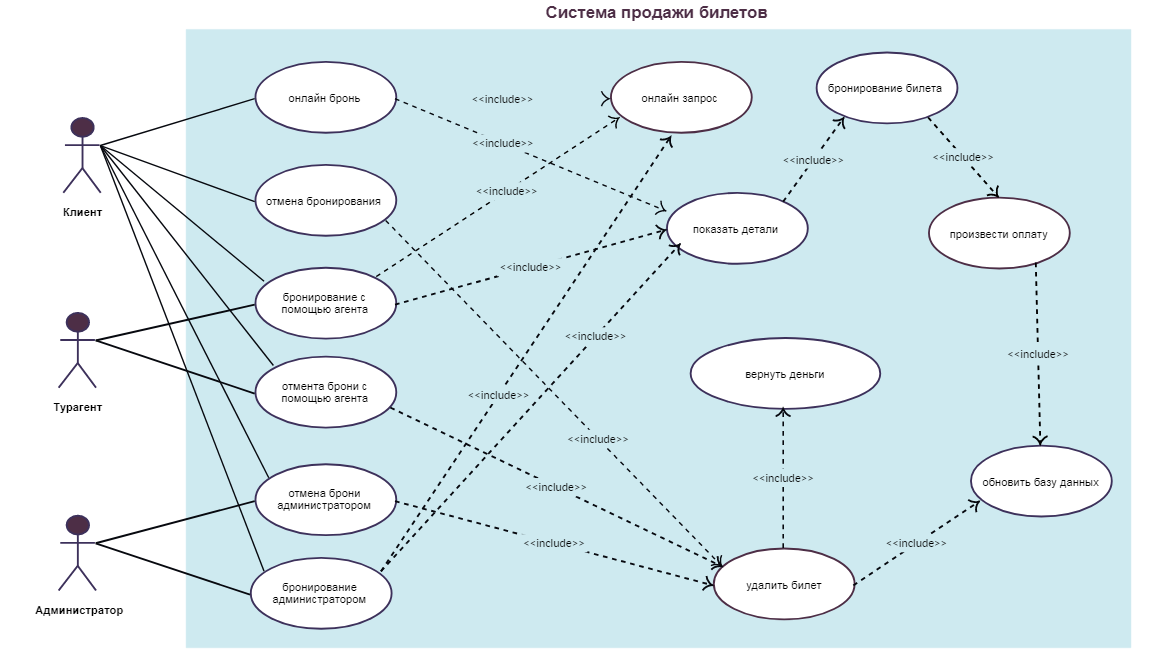 Система продажи билетов
онлайн бронь
<<include>>
онлайн запрос
бронирование билета
<<include>>
<<include>>
<<include>>
<<include>>
Клиент
отмена бронирования
показать детали
произвести оплату
<<include>>
бронирование с
помощью агента
<<include>>
<<include>>
вернуть деньги
Турагент
отмента брони с
помощью агента
<<include>>
<<include>>
<<include>>
<<include>>
обновить базу данных
отмена брони
администратором
<<include>>
<<include>>
Администратор
бронирование
администратором
удалить билет